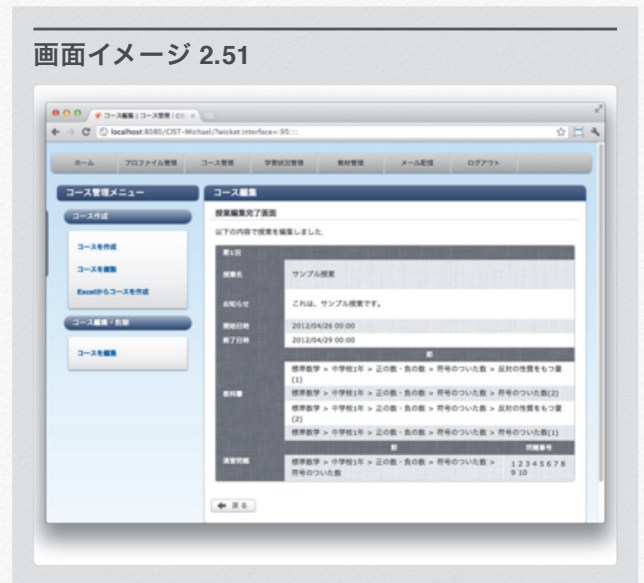 画面イメージ 2.51
コース編集 | コース管理 | CIS
localhost:8080/CIST-Michael/?wicket:interface=:95::::
ホーム プロファイル管理 コース管理 学習状況管理 教材管理 メール配信 ログアウト
コース管理メニュー
コース作成
コースを作成
コースを複製
Excelからコースを作成
コース編集・削除
コースを編集
コース編集
授業編集完了画面
以下の内容で授業を編集しました。
第1回
授業名 サンプル授業
お知らせ これは、サンプル授業です。
開始日時 2012/04/26 00:00
終了日時 2012/04/29 00:00
節
教科書
標準数学 > 中学校1年 > 正の数・負の数 > 符号のついた数 > 反対の性質をもつ量
(1)
標準数学 > 中学校1年 > 正の数・負の数 > 符号のついた数 > 符号のついた数(2)
標準数学 > 中学校1年 > 正の数・負の数 > 符号のついた数 > 反対の性質をもつ量
(2)
標準数学 > 中学校1年 > 正の数・負の数 > 符号のついた数 > 符号のついた数(1)
節 問題番号
演習問題
標準数学 > 中学校1年 > 正の数・負の数 > 符号のついた数 >
符号のついた数
1 2 3 4 5 6 7 8
9 10
戻る